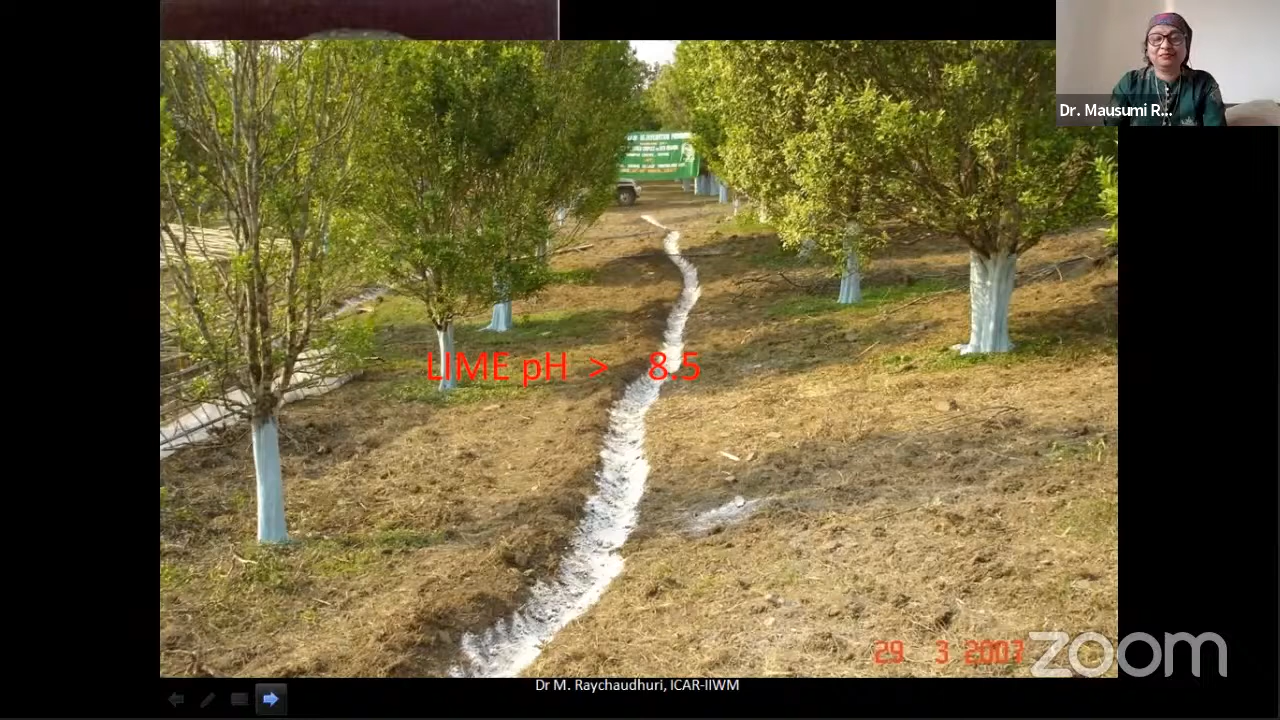 Dr. Mausumi R...
LIME pH > 8.5
29 3 2007
zoom
Dr M. Raychaudhuri, ICAR-IIWM